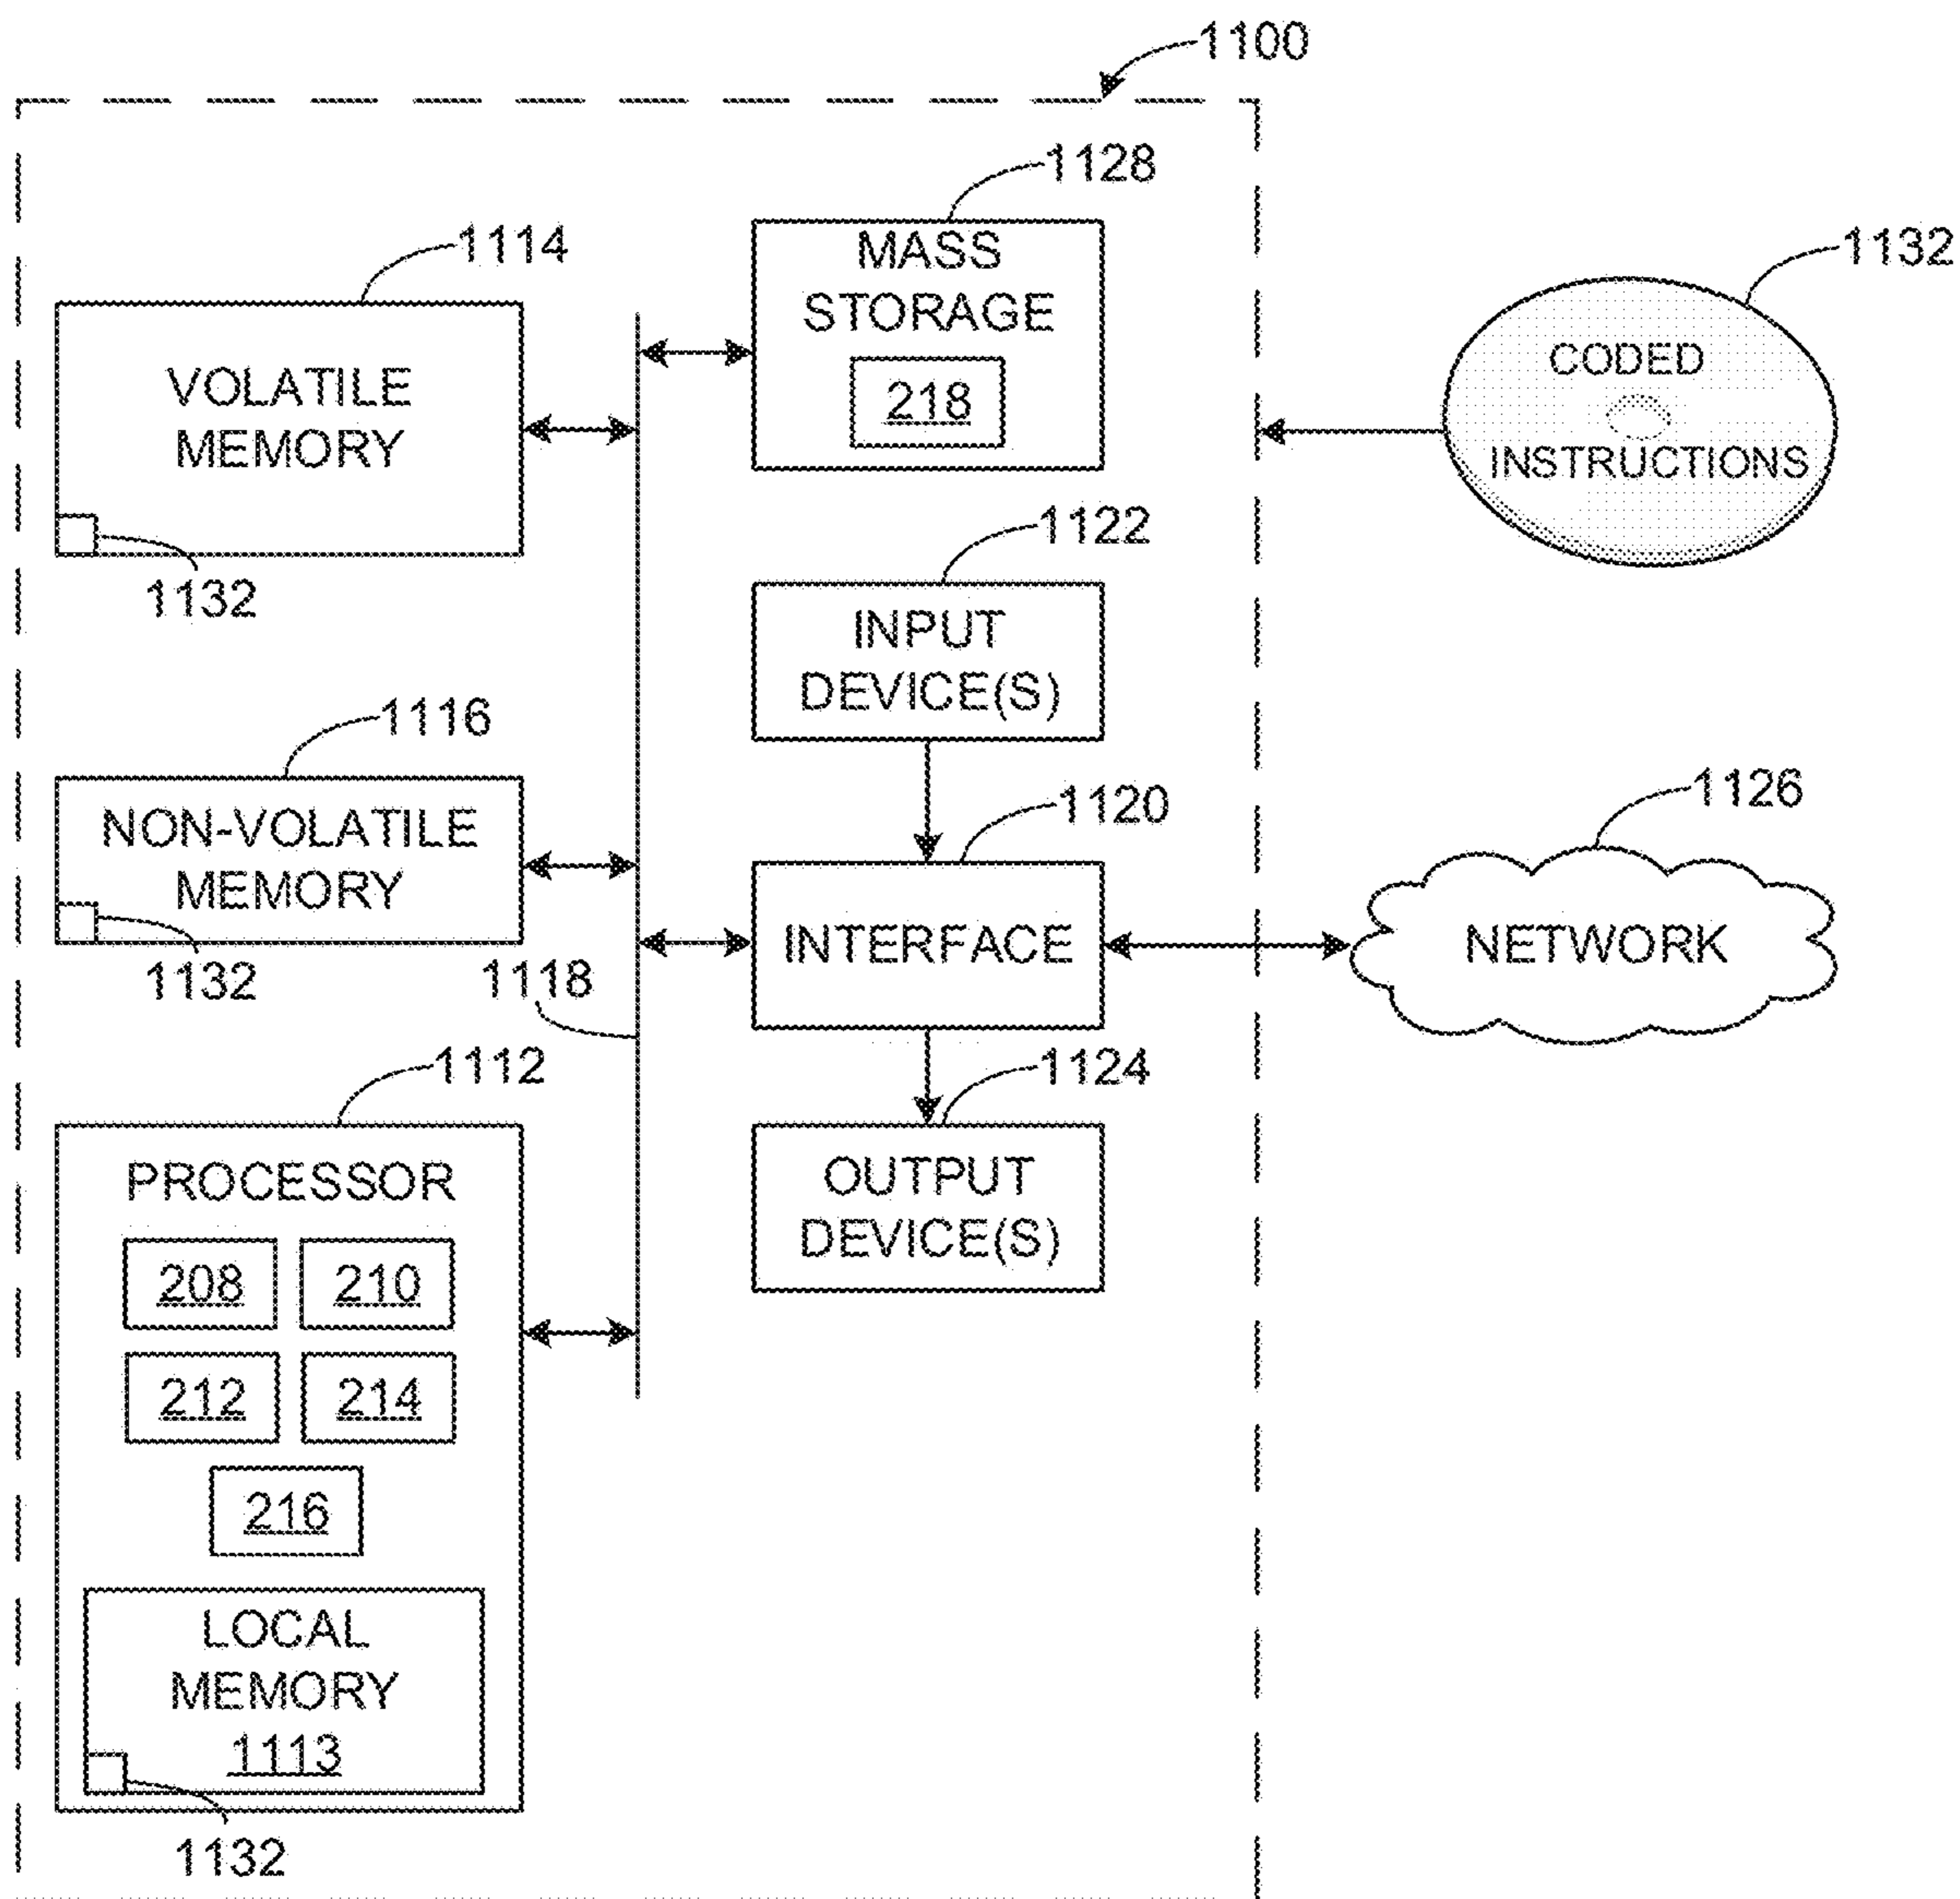 1100
1128
MASS
STORAGE
218
1114
VOLATILE
MEMORY
1132
1132
CODED
INSTRUCTIONS
1122
INPUT
DEVICE(S)
1116
NON-VOLATILE
MEMORY
1132
1118
1120
INTERFACE
1126
NETWORK
1112
PROCESSOR
208
210
212
214
216
LOCAL
MEMORY
1113
1132
1124
OUTPUT
DEVICE(S)